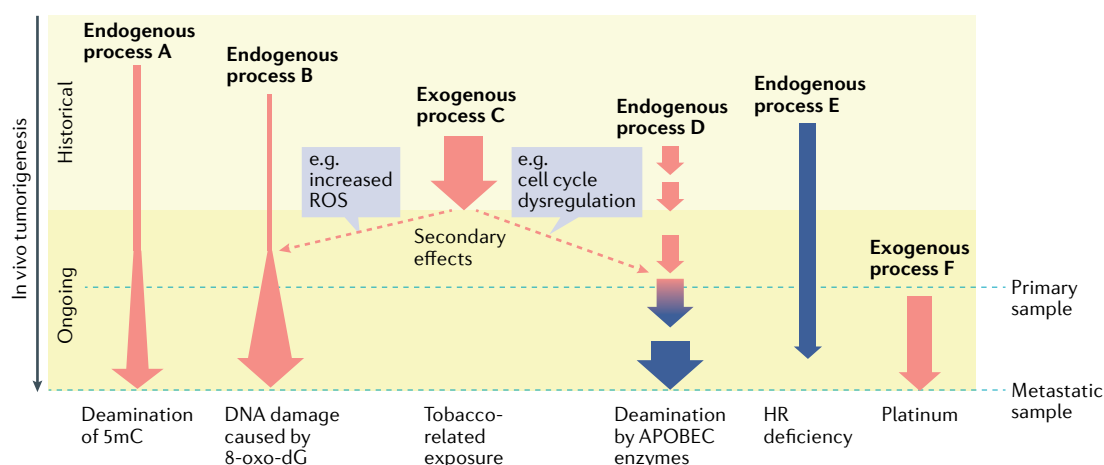 In vivo tumorigenesis
Historical
Ongoing
Endogenous
process A
Endogenous
process B
Exogenous
process C
Endogenous
process D
Endogenous
process E
Exogenous
process F
e.g.
increased
ROS
e.g.
cell cycle
dysregulation
Secondary
effects
Primary
sample
Metastatic
sample
Deamination
of 5mC
DNA damage
caused by
8-oxo-dG
Tobacco-
related
exposure
Deamination
by APOBEC
enzymes
HR
deficiency
Platinum